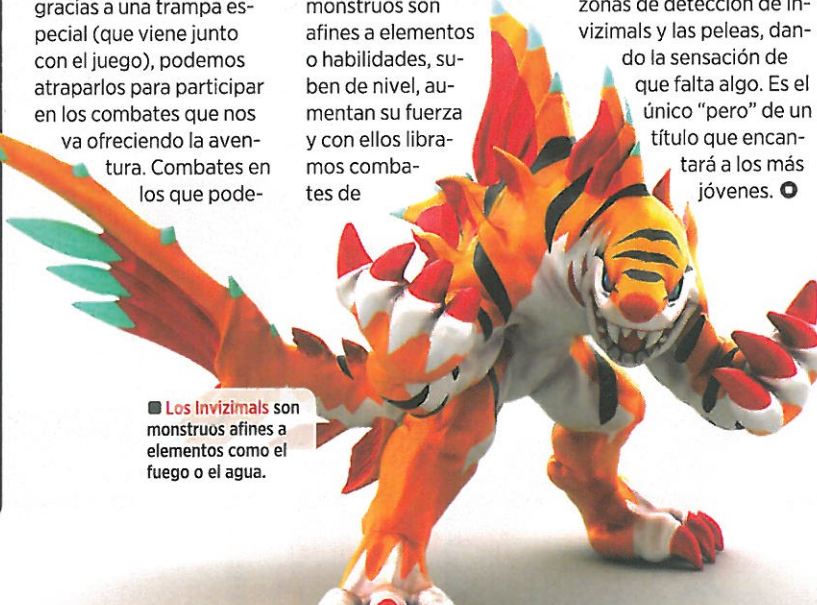 gracias a una trampa es-
pecial (que viene junto
con el juego), podemos
atraparlos para participar
en los combates que nos
va ofreciendo la aven-
tura. Combates en
los que pode-
monstruos son
afines a elementos
o habilidades, su-
ben de nivel, au-
mentan su fuerza
y con ellos libra-
mos comba-
tes de
zonas de detección de in-
vizimals y las peleas, dan-
do la sensación de
que falta algo. Es el
único “pero” de un
título que encan-
tará a los más
jóvenes.
Los Invizimals son
monstruos afines a
elementos como el
fuego o el agua.